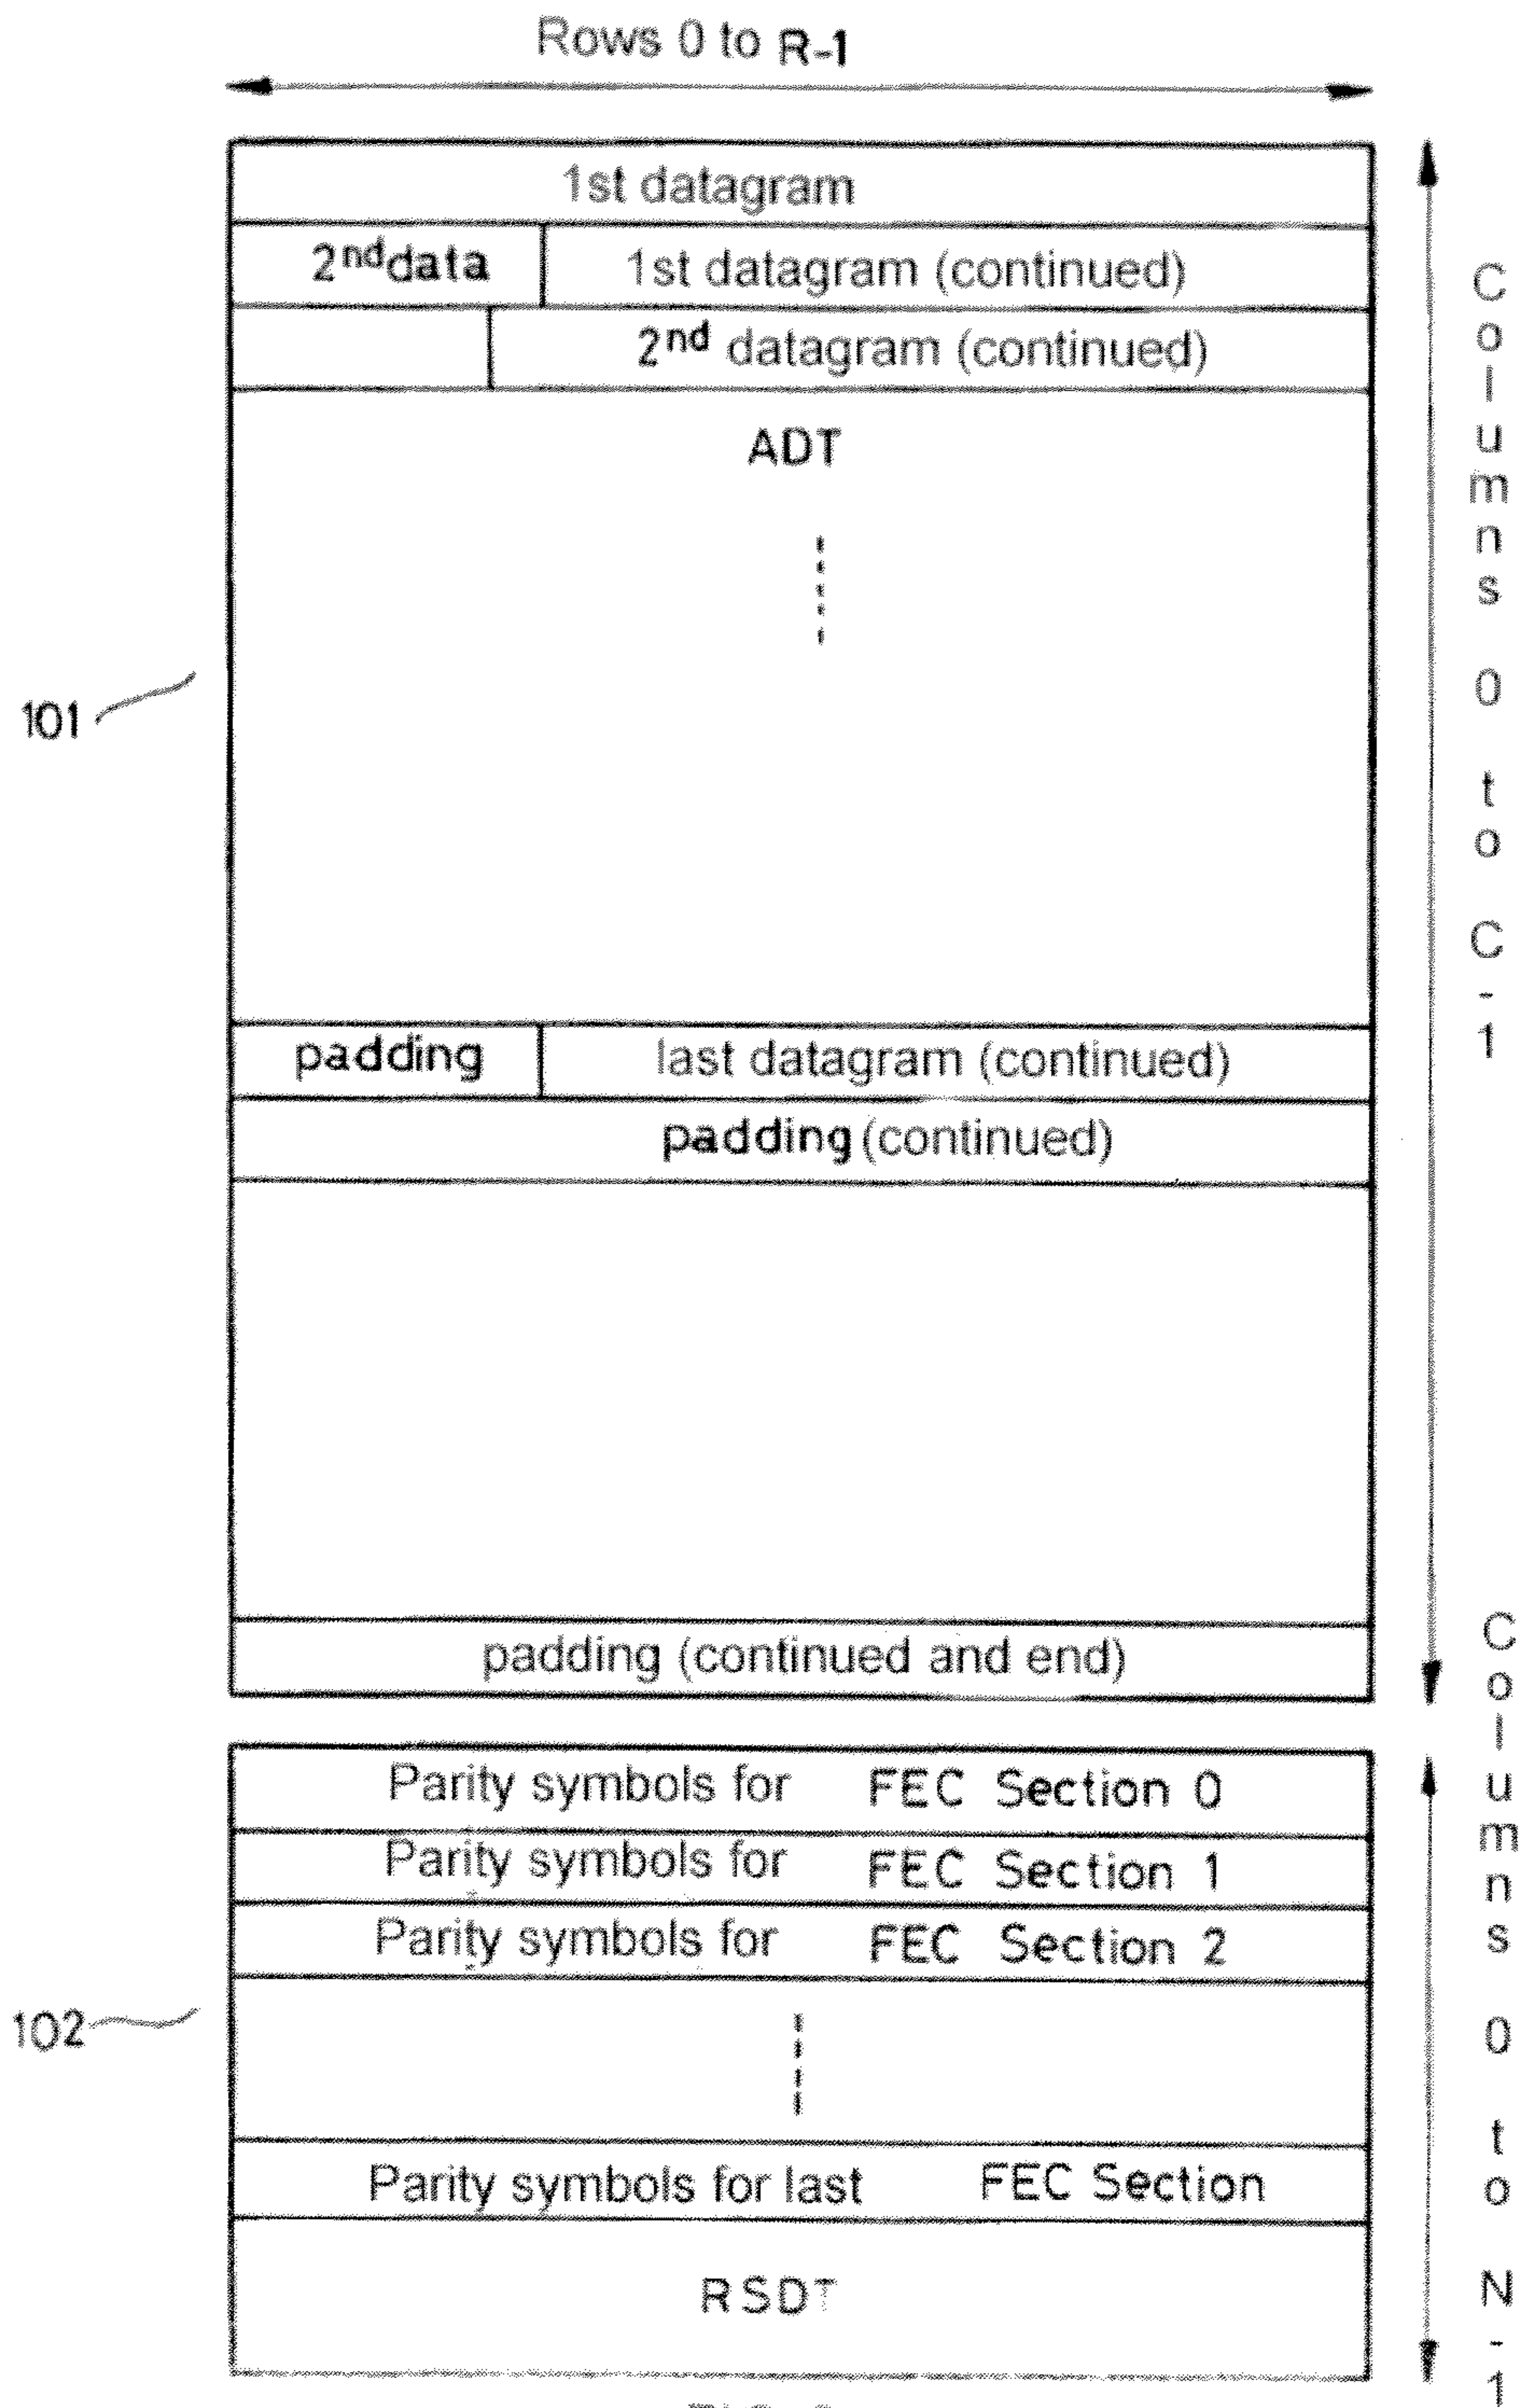 Rows 0 to R-1
1st datagram
2nd data
1st datagram (continued)
2nd datagram (continued)
ADT
101
padding
last datagram (continued)
padding (continued)
padding (continued and end)
Columns 0 to C-1
Parity symbols for FEC Section 0
Parity symbols for FEC Section 1
Parity symbols for FEC Section 2
102
Parity symbols for last FEC Section
RSDT
Columns 0 to N-1